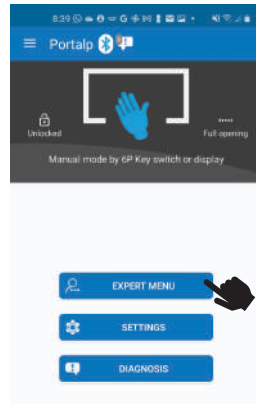 8:39
Portalp
Unlocked
Full opening
Manual mode by 6P Key switch or display
EXPERT MENU
SETTINGS
DIAGNOSIS